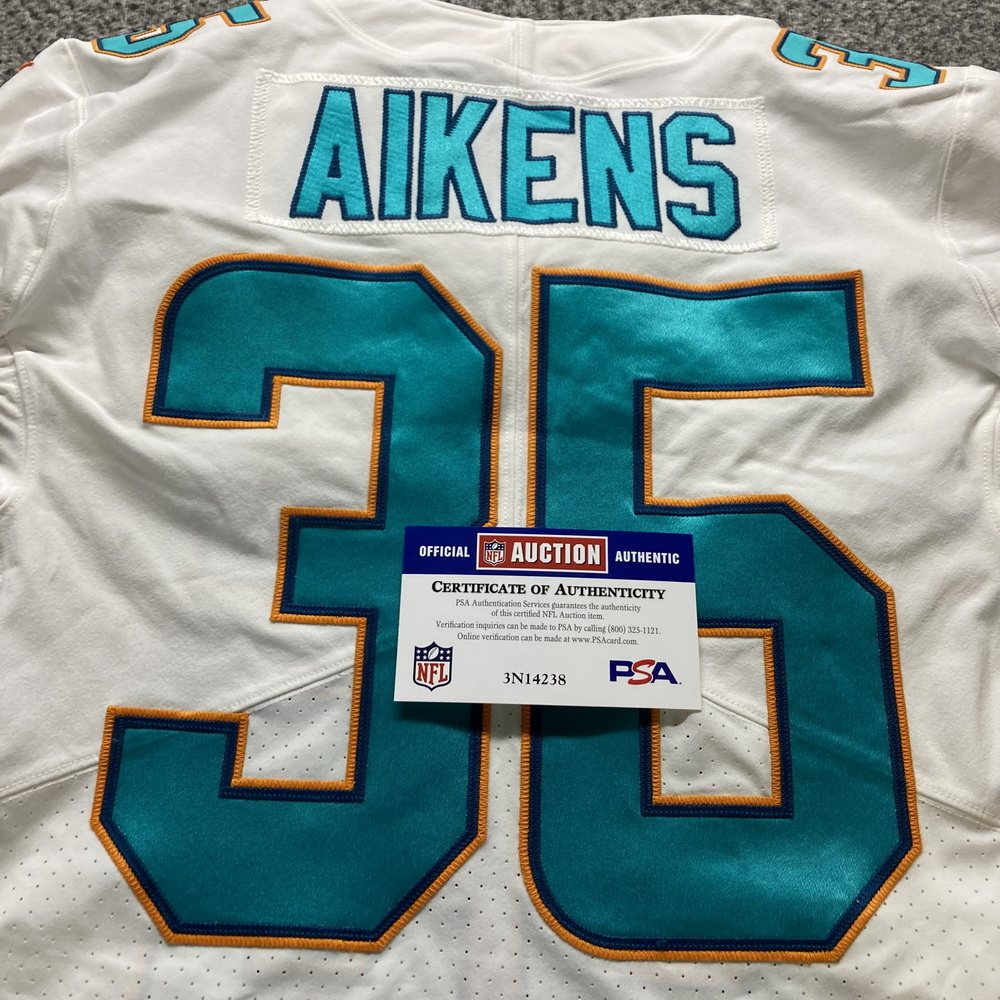 5
3
AIKENS
35
OFFICIAL NFL AUCTION AUTHENTIC
CERTIFICATE OF AUTHENTICITY
PSA Authentication Services guarantees the authenticity
of this certified NFL Auction item.
Verification inquiries can be made to PSA by calling (800) 325-1121.
Online verification can be made at www.PSAcard.com.
NFL
3N14238
PSA.